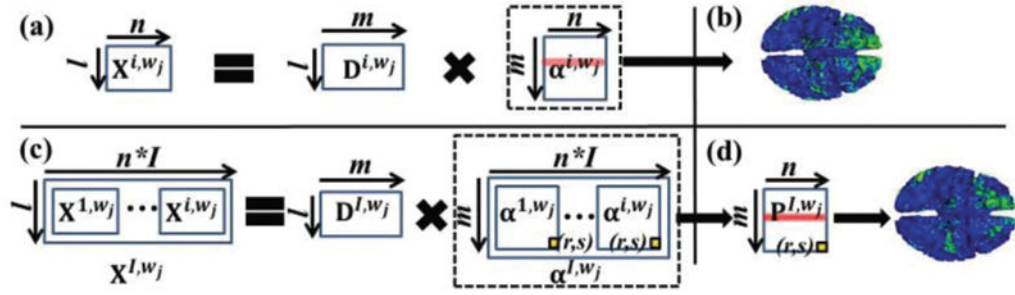 (a) n m n (b)
l X^{i,w_j} = l D^{i,w_j} × m α^{i,w_j}
(c) n*I m n*I (d) n
l X^{1,w_j} ··· X^{i,w_j} = l D^{I,w_j} × m α^{1,w_j} ··· α^{i,w_j} m P^{I,w_j}
(r,s) (r,s) (r,s)
X^{I,w_j} α^{I,w_j}